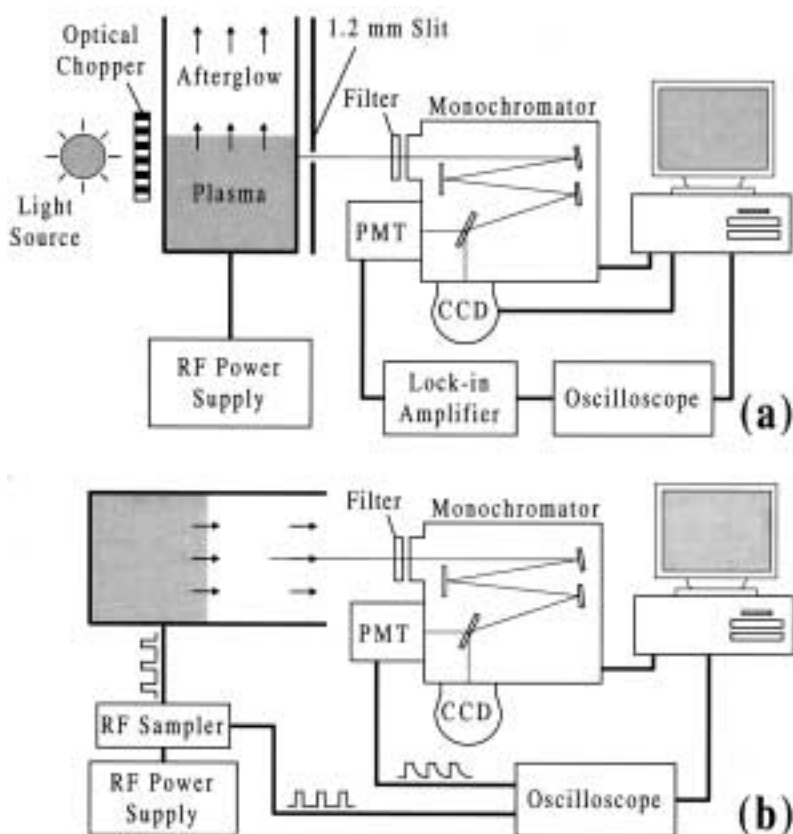 Optical
Chopper
1.2 mm Slit
Afterglow
Filter
Monochromator
Plasma
Light
Source
PMT
CCD
RF Power
Supply
Lock-in
Amplifier
Oscilloscope
(a)
Filter
Monochromator
PMT
CCD
RF Sampler
RF Power
Supply
Oscilloscope
(b)